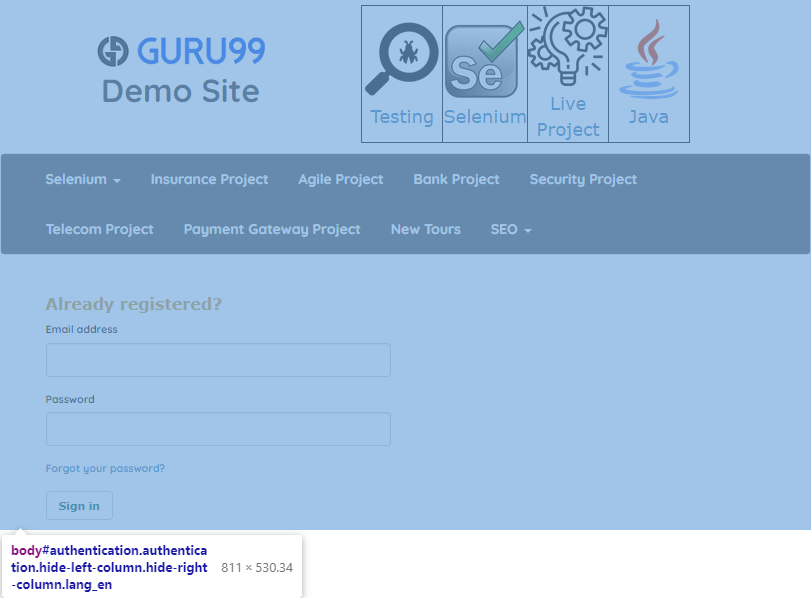 GURU99
Demo Site
Se
Testing
Selenium
Live
Project
Java
Selenium
Insurance Project
Agile Project
Bank Project
Security Project
Telecom Project
Payment Gateway Project
New Tours
SEO
Already registered?
Email address
Password
Forgot your password?
Sign in
body#authentication.authentica
tion.hide-left-column.hide-right
-column.lang_en
811 × 530.34